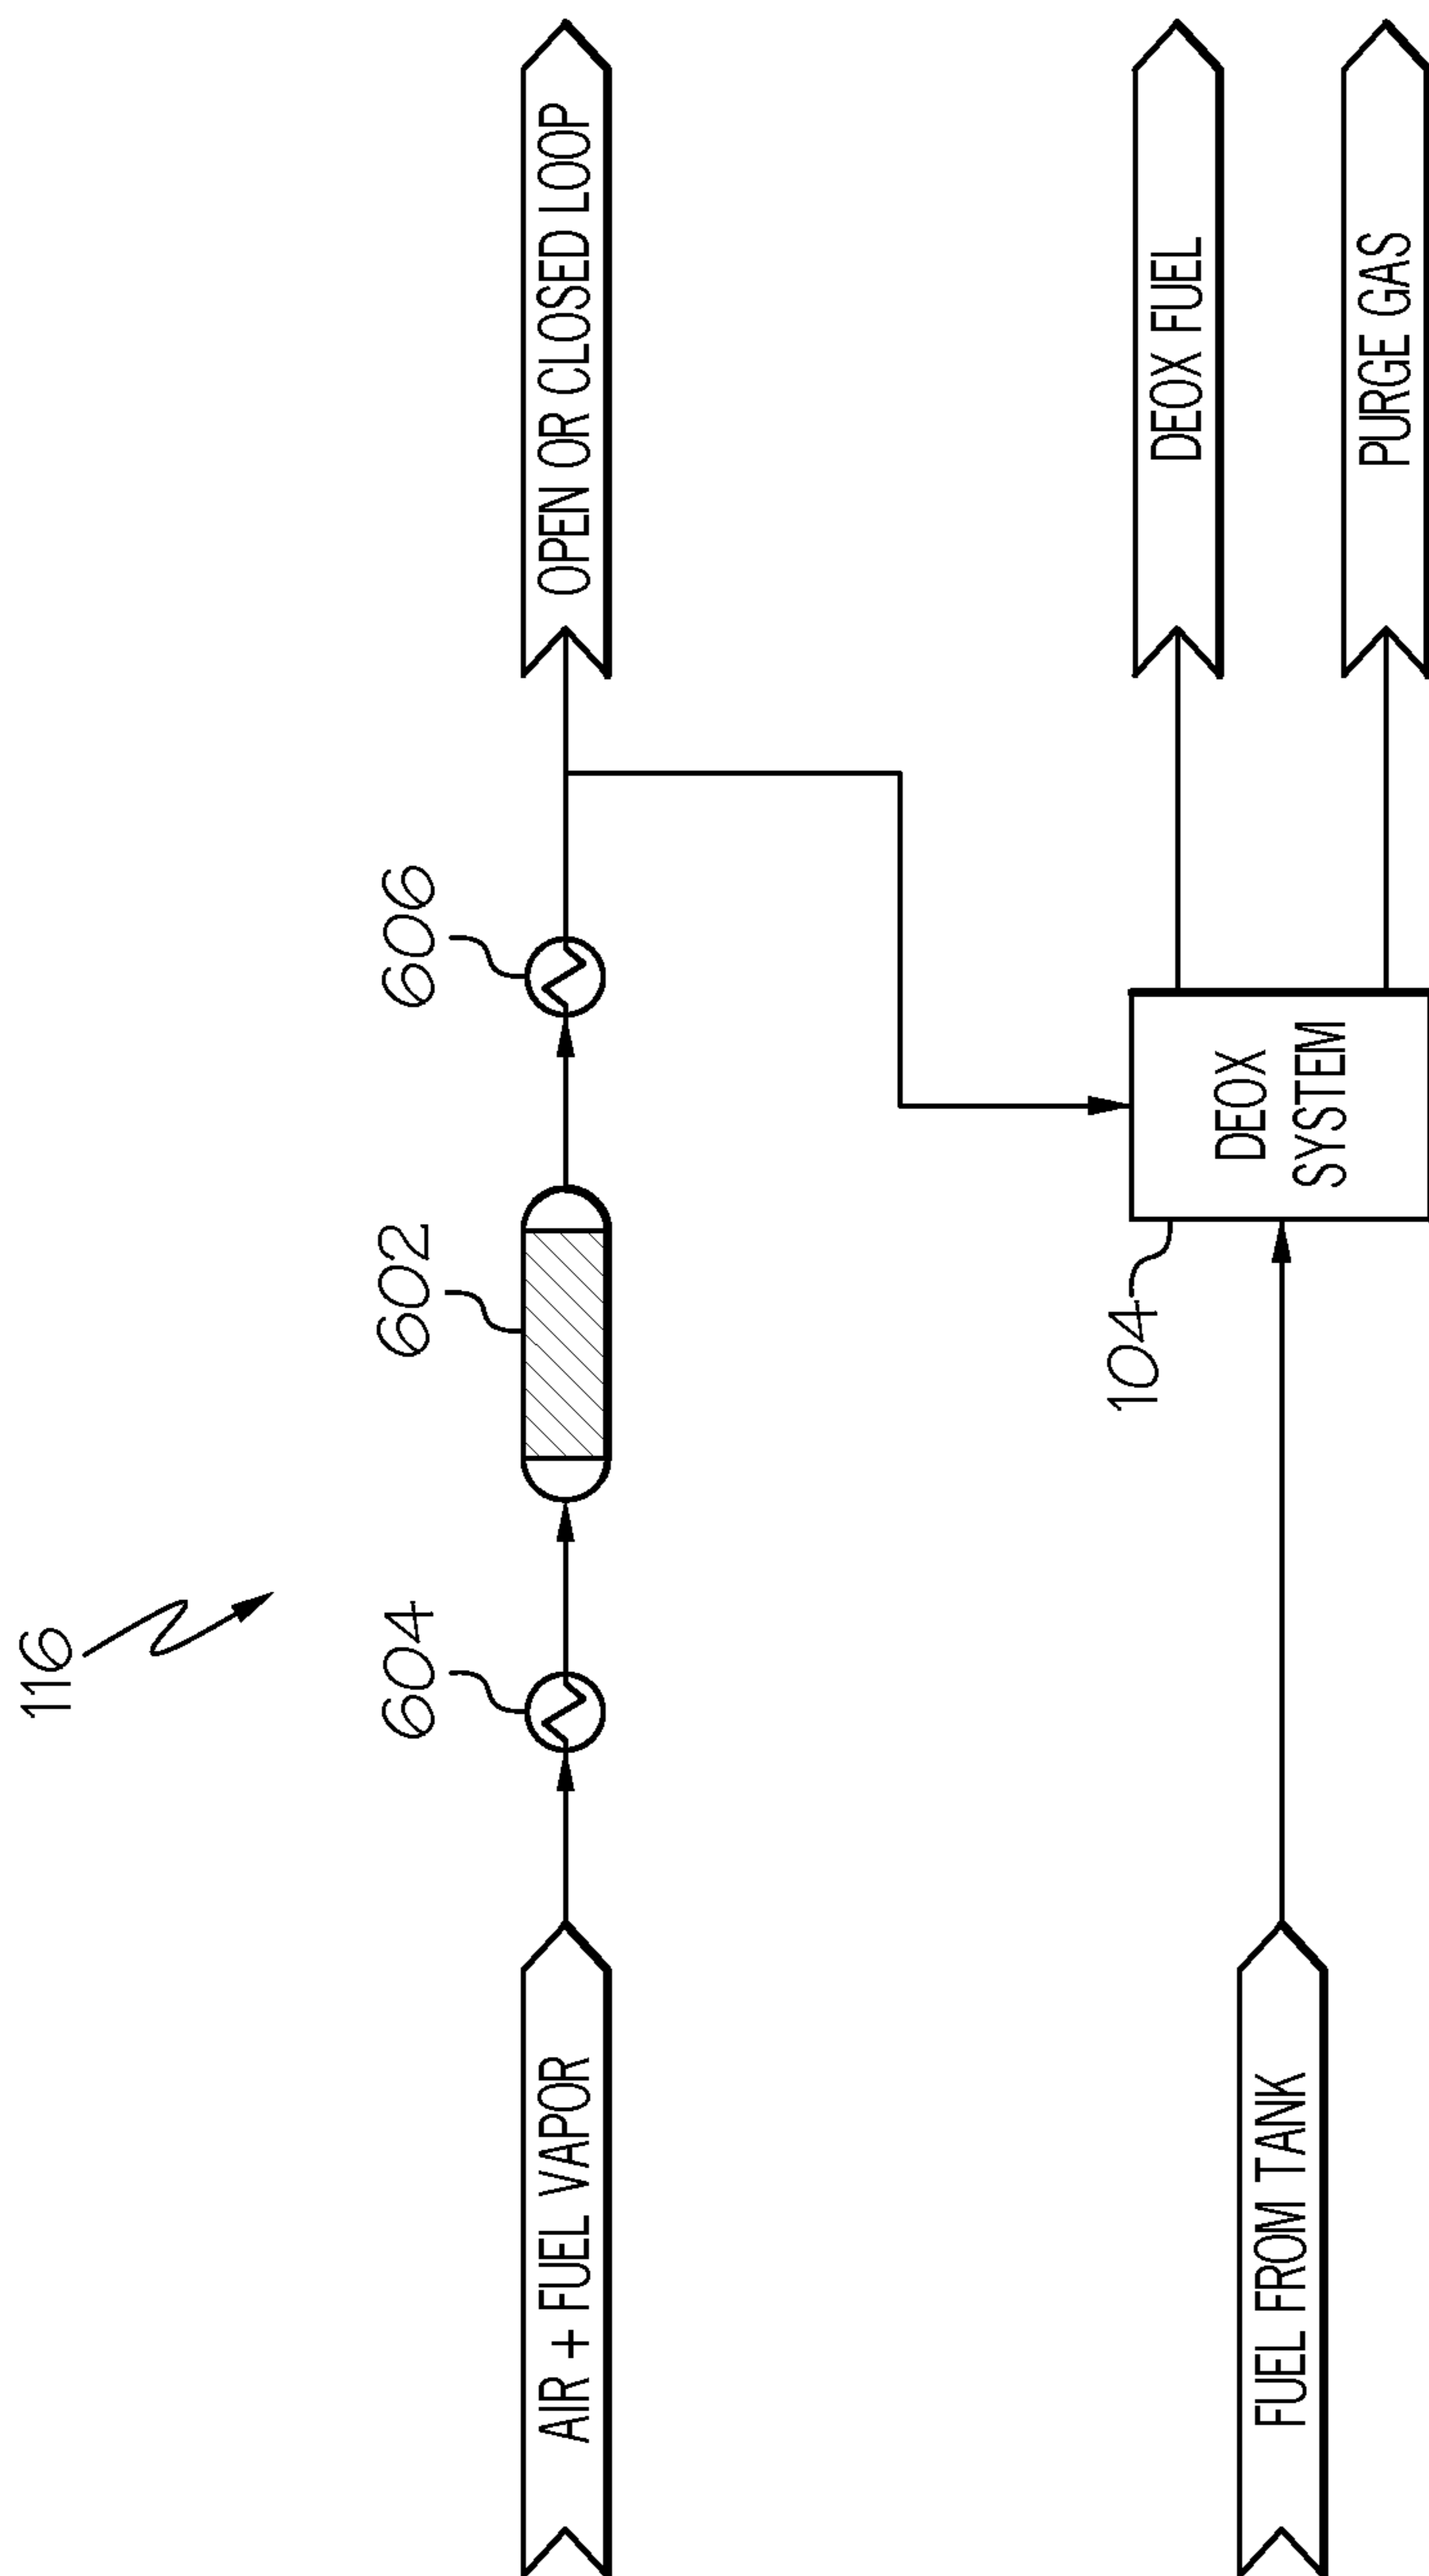 116
604
602
606
AIR + FUEL VAPOR
OPEN OR CLOSED LOOP
104
DEOX
SYSTEM
DEOX FUEL
FUEL FROM TANK
PURGE GAS